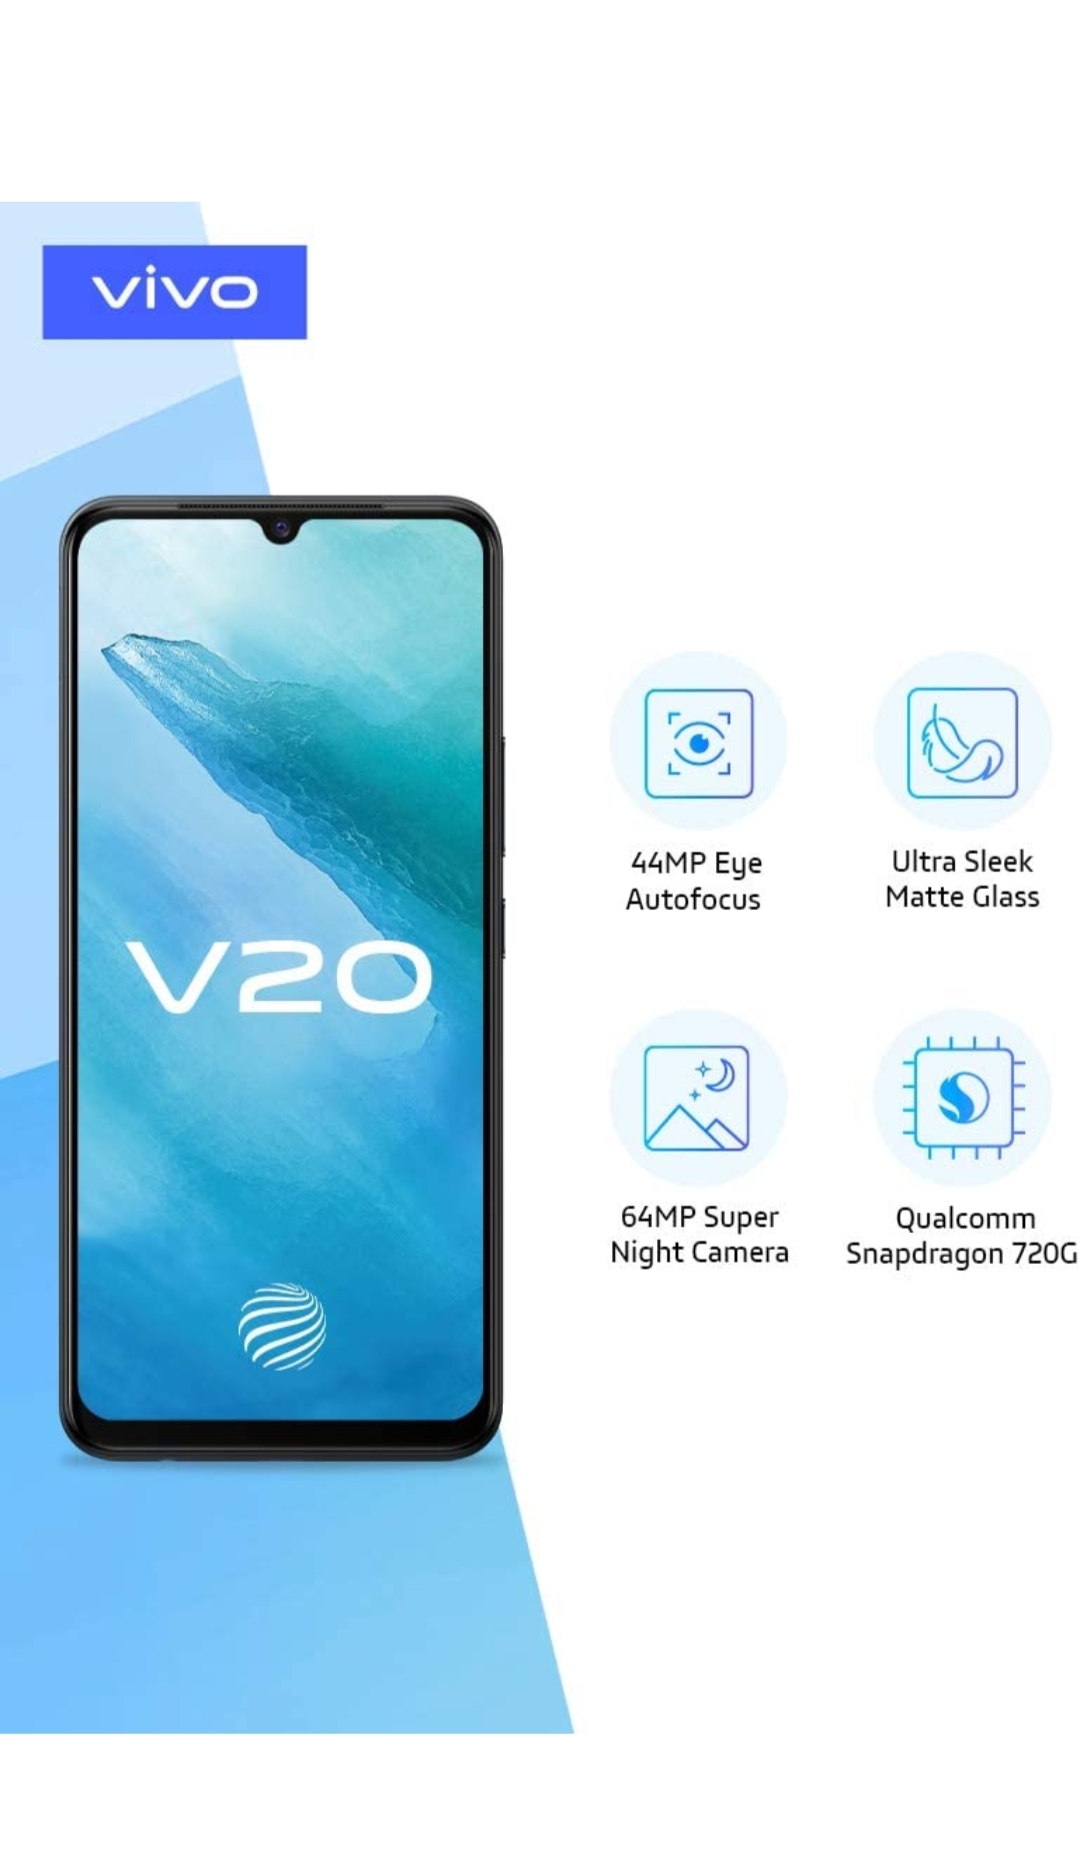 vivo
V20
44MP Eye
Autofocus
Ultra Sleek
Matte Glass
64MP Super
Night Camera
Qualcomm
Snapdragon 720G